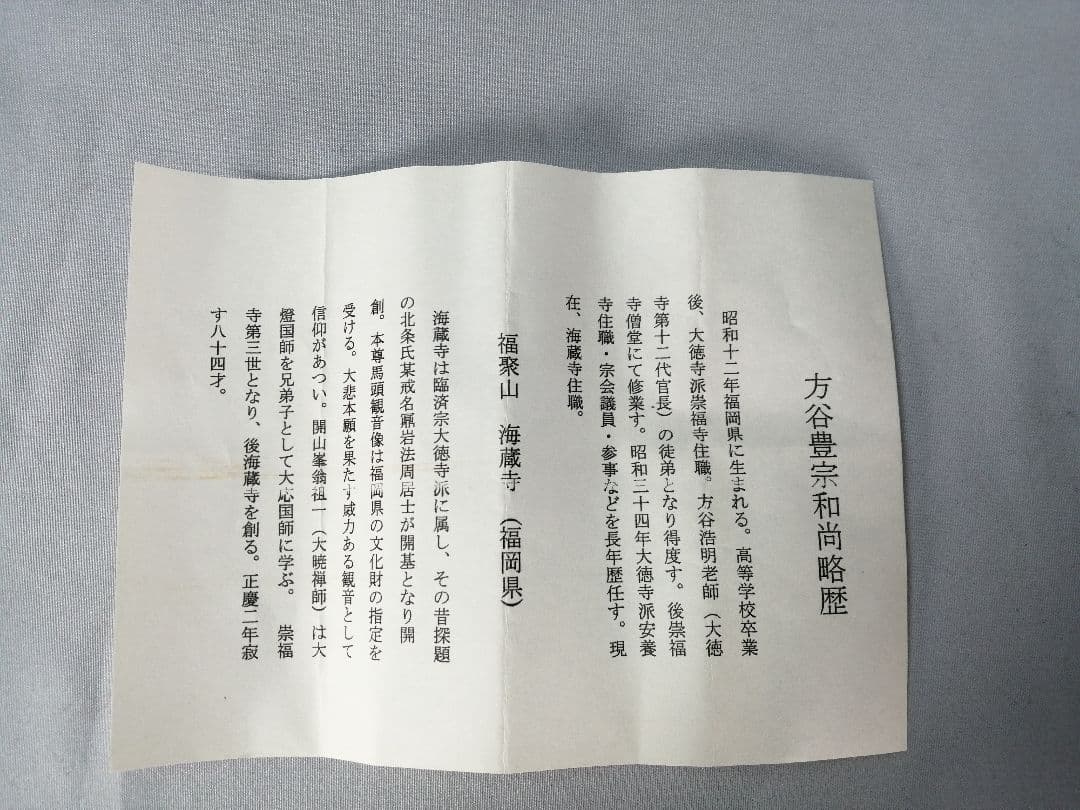 方谷豊宗和尚略歴
昭和十二年福岡県に生まれる。高等学校卒業
後、大徳寺派崇福寺住職。方谷浩明老師（大徳
寺第十二代官長）の徒弟となり得度す。後崇福
寺僧堂にて修業す。昭和三十四年大徳寺派安養
寺住職・宗会議員・参事などを長年歴任す。現
在、海蔵寺住職。
福聚山　海蔵寺（福岡県）
海蔵寺は臨済宗大徳寺派に属し、その昔探題
の北条氏某戒名鼎岩法周居士が開基となり開
創。本尊馬頭観音像は福岡県の文化財の指定を
受ける。大悲本願を果たす威力ある観音として
信仰があつい。開山峯翁祖一（大暁禅師）は大
燈国師を兄弟子として大応国師に学ぶ。　崇福
寺第三世となり、後海蔵寺を創る。正慶二年寂
す八十四才。